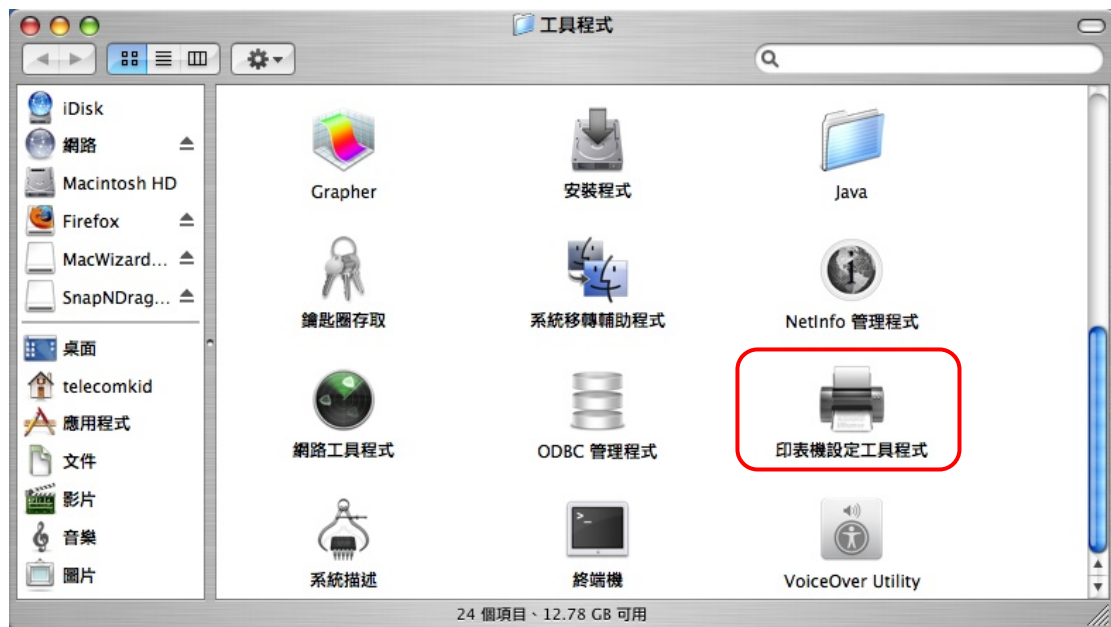 工具程式
iDisk
網路
Macintosh HD
Firefox
MacWizard...
SnapNDrag...
桌面
telecomkid
應用程式
文件
影片
音樂
圖片
Grapher
安裝程式
Java
鑰匙圈存取
系統移轉輔助程式
NetInfo 管理程式
網路工具程式
ODBC 管理程式
印表機設定工具程式
系統描述
終端機
VoiceOver Utility
24 個項目、12.78 GB 可用